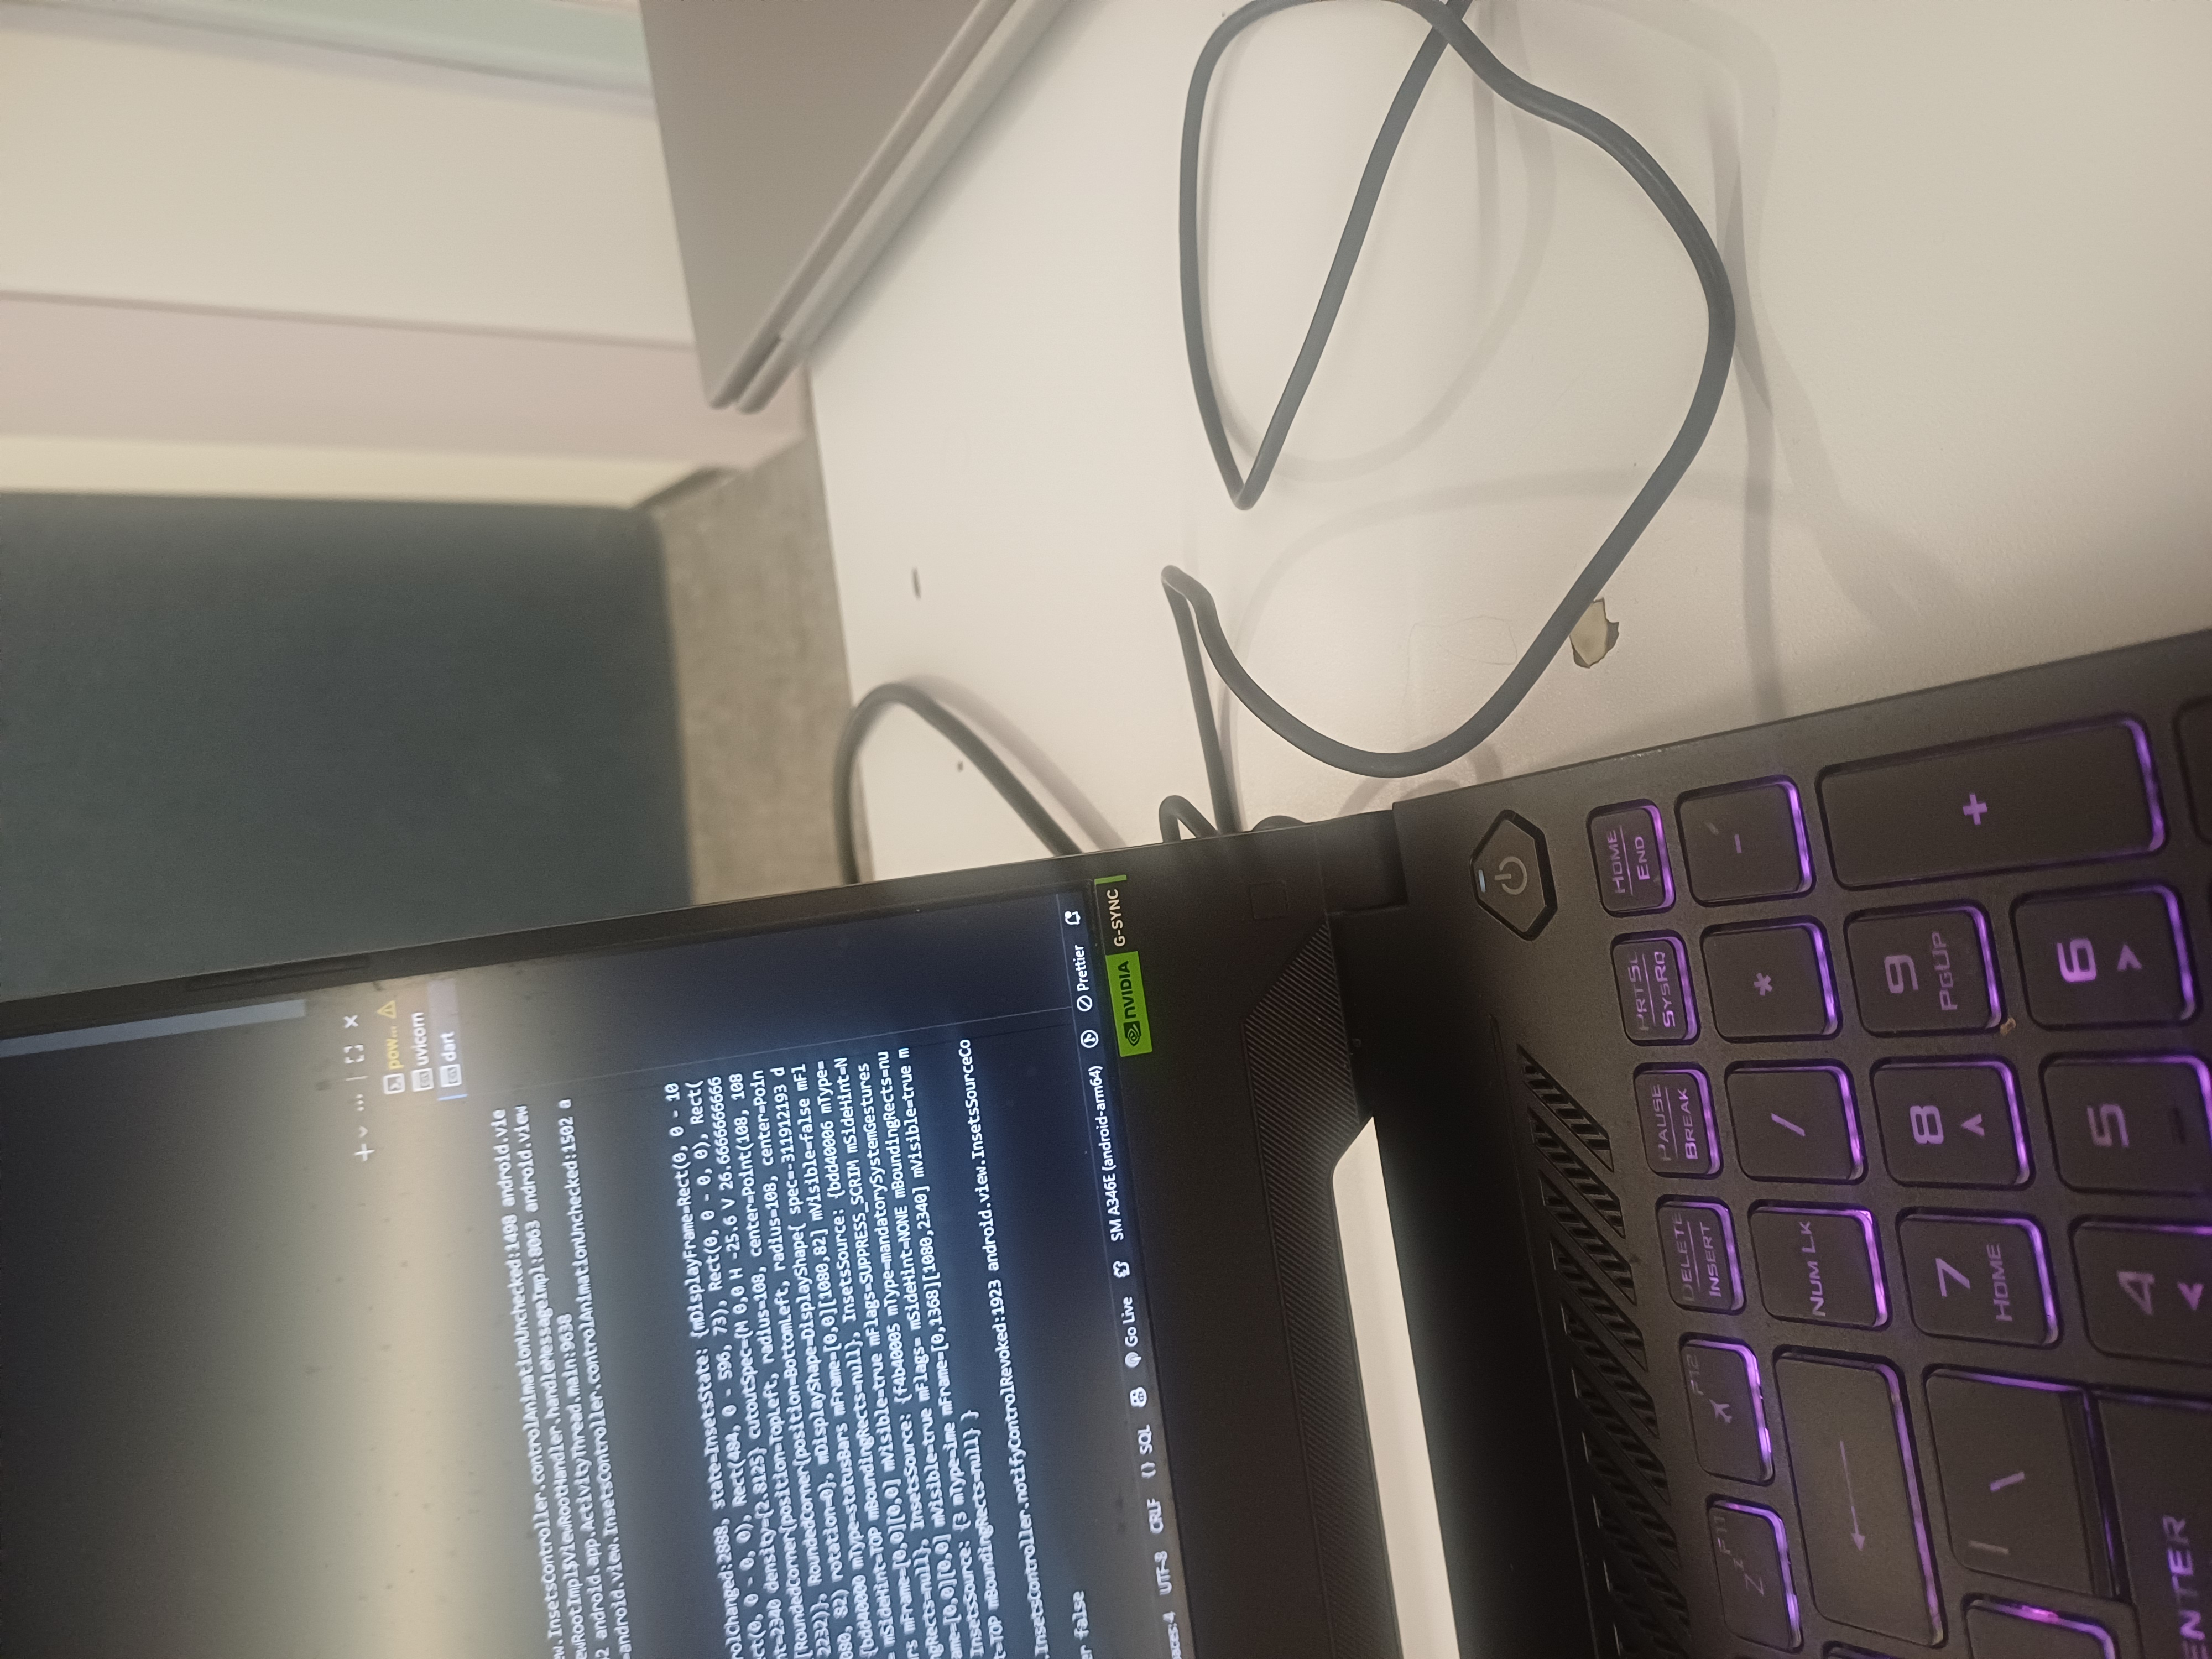 pow...
uvicorn
dart
ew.InsetsController.controlAnimationUnchecked:1498 android.vie
ewRootImpl$ViewRootHandler.handleMessageImpl:8063 android.view
2 android.app.ActivityThread.main:9638
=android.view.InsetsController.controlAnimationUnchecked:1502 a
rolChanged:2888, state=InsetsState: {mDisplayFrame=Rect(0, 0 - 10
ect(0, 0 - 0, 0), Rect(484, 0 - 596, 73), Rect(0, 0 - 0, 0), Rect(
ht=2340 density={2.8125} cutoutSpec={M 0,0 H -25.6 V 26.6666666666
[RoundedCorner{position=TopLeft, radius=108, center=Point(108, 108
2232)}, RoundedCorner{position=BottomLeft, radius=108, center=Poin
080, 82) rotation=0}, mDisplayShape=DisplayShape{ spec=-311912193 d
{bdd40000 mType=statusBars mFrame=[0,0][1080,82] mVisible=false mFl
= mSideHint=TOP mBoundingRects=null}, InsetsSource: {bdd40006 mType=
rs mFrame=[0,0][0,0] mVisible=true mFlags=SUPPRESS_SCRIM mSideHint=N
ngRects=null}, InsetsSource: {f4b40005 mType=mandatorySystemGestures
ame=[0,0][0,0] mVisible=true mFlags= mSideHint=NONE mBoundingRects=nu
InsetsSource: {3 mType=ime mFrame=[0,1368][1080,2340] mVisible=true m
t=TOP mBoundingRects=null} }
.InsetsController.notifyControlRevoked:1923 android.view.InsetsSourceCo
er false
paces: 4 UTF-8 CRLF {} SQL Go Live SM A346E (android-arm64) Prettier
NVIDIA G-SYNC
F11 F12 DELETE INSERT PAUSE BREAK PRTSC SYSRQ HOME END
NUM LK / * -
7 HOME 8 9 PGUP +
\
4 5 6
ENTER